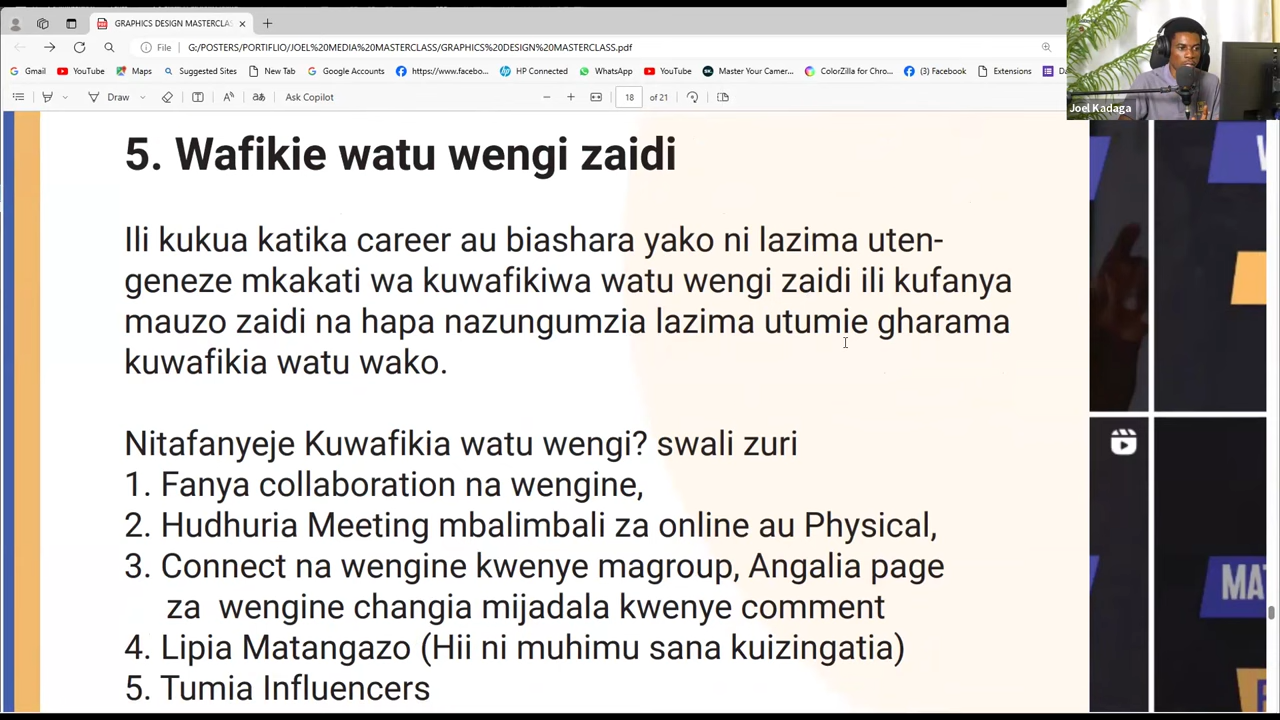 GRAPHICS DESIGN MASTERCLA
File G:/POSTERS/PORTIFLIO/JOEL%20MEDIA%20MASTERCLASS/GRAPHICS%20DESIGN%20MASTERCLASS.pdf
Gmail YouTube Maps Suggested Sites New Tab Google Accounts https://www.facebo... HP Connected WhatsApp YouTube Master Your Camer... ColorZilla for Chro... (3) Facebook Extensions
Draw Ask Copilot 18 of 21
Joel Kadaga
5. Wafikie watu wengi zaidi
Ili kukua katika career au biashara yako ni lazima uten-
geneze mkakati wa kuwafikiwa watu wengi zaidi ili kufanya
mauzo zaidi na hapa nazungumzia lazima utumie gharama
kuwafikia watu wako.
Nitafanyeje Kuwafikia watu wengi? swali zuri
1. Fanya collaboration na wengine,
2. Hudhuria Meeting mbalimbali za online au Physical,
3. Connect na wengine kwenye magroup, Angalia page
za wengine changia mijadala kwenye comment
4. Lipia Matangazo (Hii ni muhimu sana kuizingatia)
5. Tumia Influencers
MAT